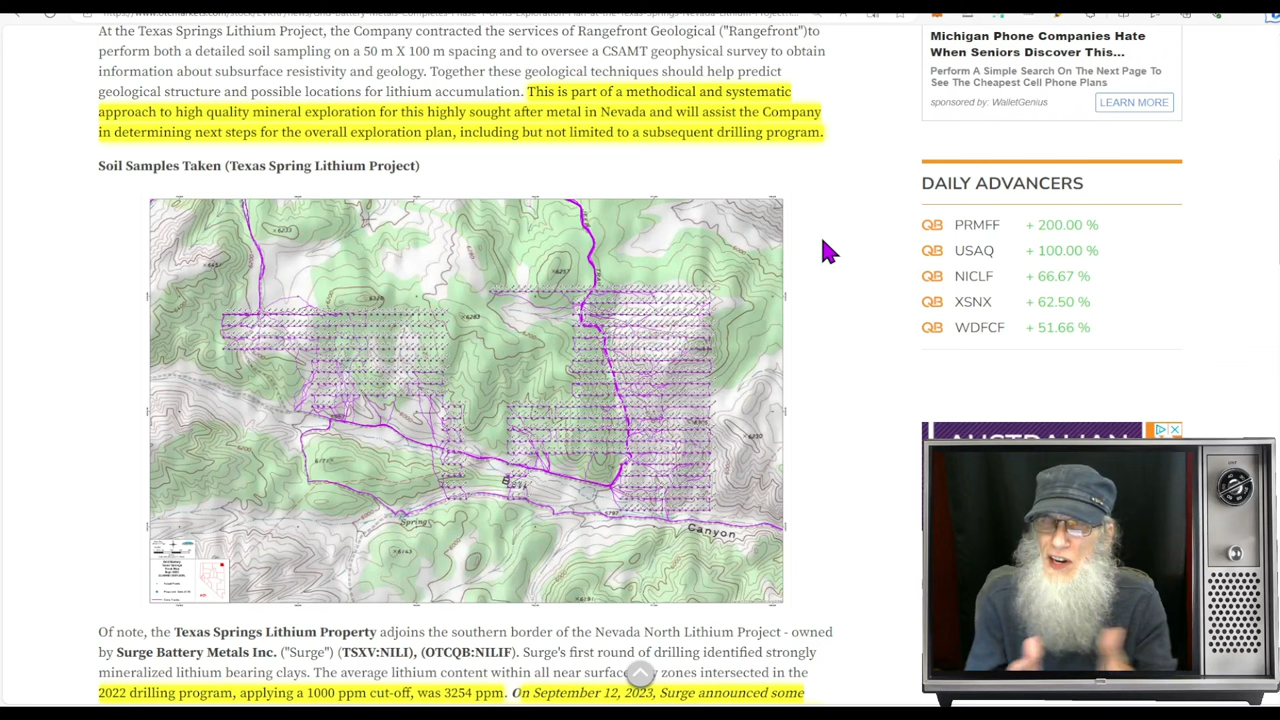 At the Texas Springs Lithium Project, the Company contracted the services of Rangefront Geological ("Rangefront")to
perform both a detailed soil sampling on a 50 m X 100 m spacing and to oversee a CSAMT geophysical survey to obtain
information about subsurface resistivity and geology. Together these geological techniques should help predict
geological structure and possible locations for lithium accumulation. This is part of a methodical and systematic
approach to high quality mineral exploration for this highly sought after metal in Nevada and will assist the Company
in determining next steps for the overall exploration plan, including but not limited to a subsequent drilling program.
Soil Samples Taken (Texas Spring Lithium Project)
Spring
Canyon
Of note, the Texas Springs Lithium Property adjoins the southern border of the Nevada North Lithium Project - owned
by Surge Battery Metals Inc. ("Surge") (TSXV:NILI), (OTCQB:NILIF). Surge's first round of drilling identified strongly
mineralized lithium bearing clays. The average lithium content within all near surface zones intersected in the
2022 drilling program, applying a 1000 ppm cut-off, was 3254 ppm. On September 12, 2023, Surge announced some
Michigan Phone Companies Hate
When Seniors Discover This...
Perform A Simple Search On The Next Page To
See The Cheapest Cell Phone Plans
sponsored by: WalletGenius
LEARN MORE
DAILY ADVANCERS
QB PRMFF + 200.00 %
QB USAQ + 100.00 %
QB NICLF + 66.67 %
QB XSNX + 62.50 %
QB WDFCF + 51.66 %
AUSTRALIAN